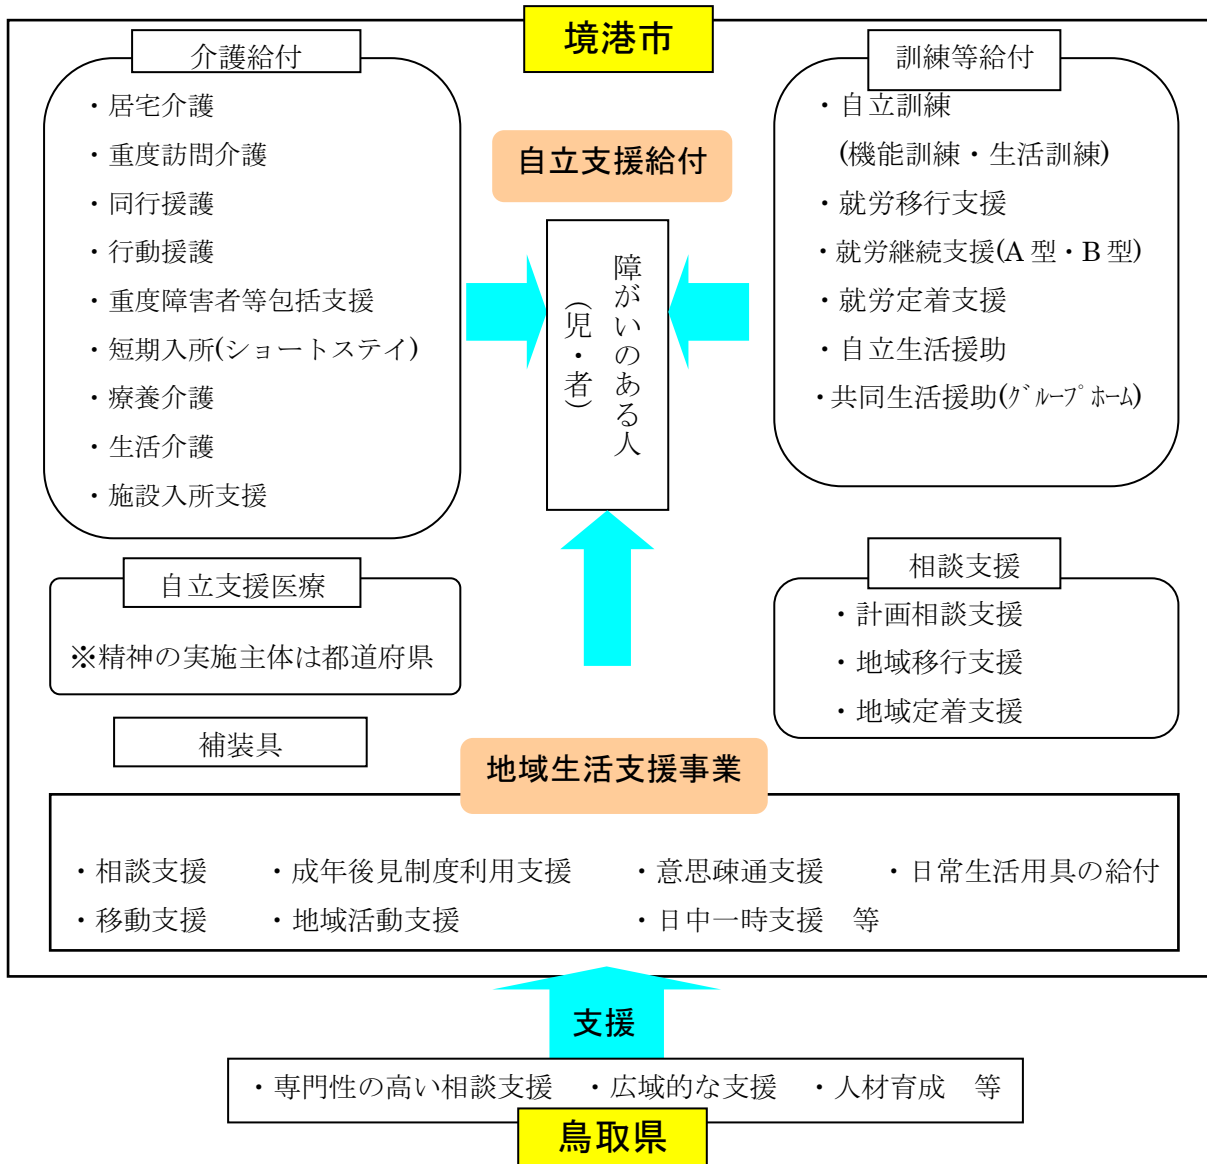 境港市
介護給付
・居宅介護
・重度訪問介護
・同行援護
・行動援護
・重度障害者等包括支援
・短期入所(ショートステイ)
・療養介護
・生活介護
・施設入所支援
自立支援給付
障がいのある人
（児・者）
訓練等給付
・自立訓練
(機能訓練・生活訓練)
・就労移行支援
・就労継続支援(A 型・B 型)
・就労定着支援
・自立生活援助
・共同生活援助(ｸﾞﾙｰﾌﾟﾎｰﾑ)
自立支援医療
※精神の実施主体は都道府県
補装具
相談支援
・計画相談支援
・地域移行支援
・地域定着支援
地域生活支援事業
・相談支援　・成年後見制度利用支援　・意思疎通支援　・日常生活用具の給付
・移動支援　・地域活動支援　・日中一時支援　等
支援
・専門性の高い相談支援　・広域的な支援　・人材育成　等
鳥取県